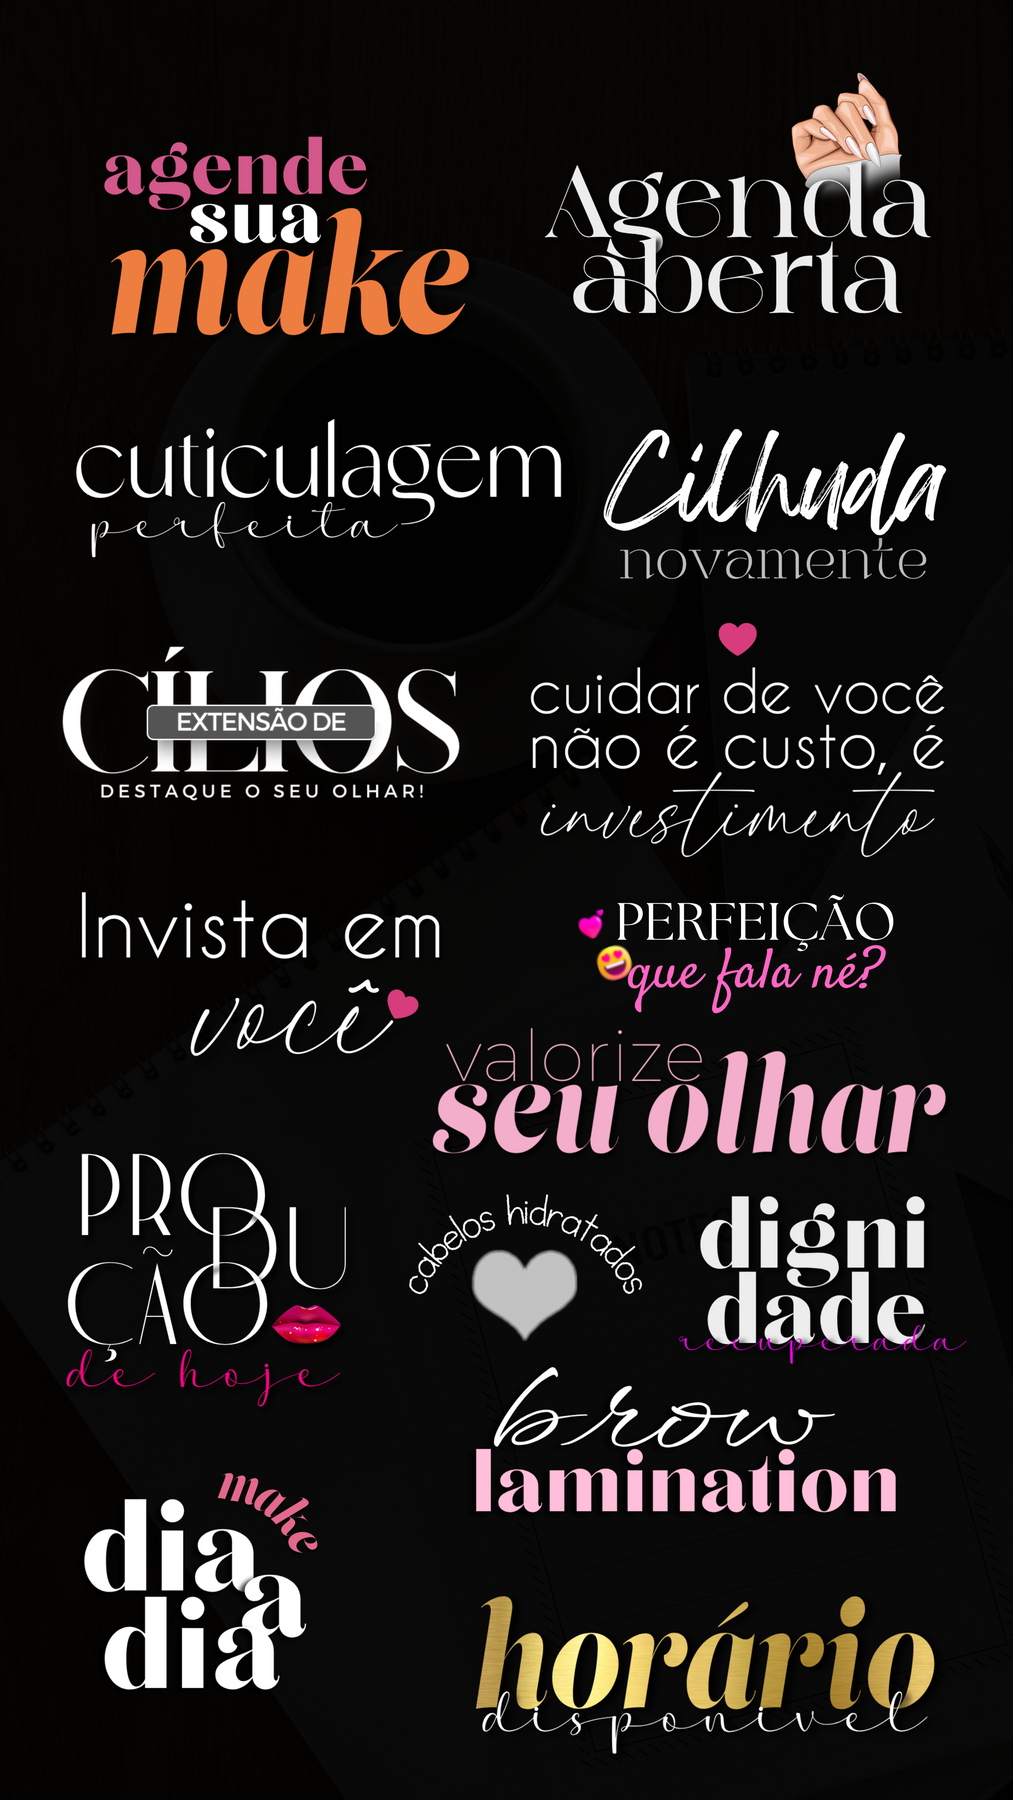 agende
sua
make
Agenda
aberta
cuticulagem
perfeita
Cilhuda
novamente
CÍLIOS
EXTENSÃO DE
DESTAQUE O SEU OLHAR!
cuidar de você
não é custo, é
investimento
Invista em
você
PERFEIÇÃO
que fala né?
valorize
seu olhar
PRO
DU
ÇÃO
de hoje
cabelos hidratados
digni
dade
recuperada
brow
lamination
make
dia
a
dia
horário
disponivel